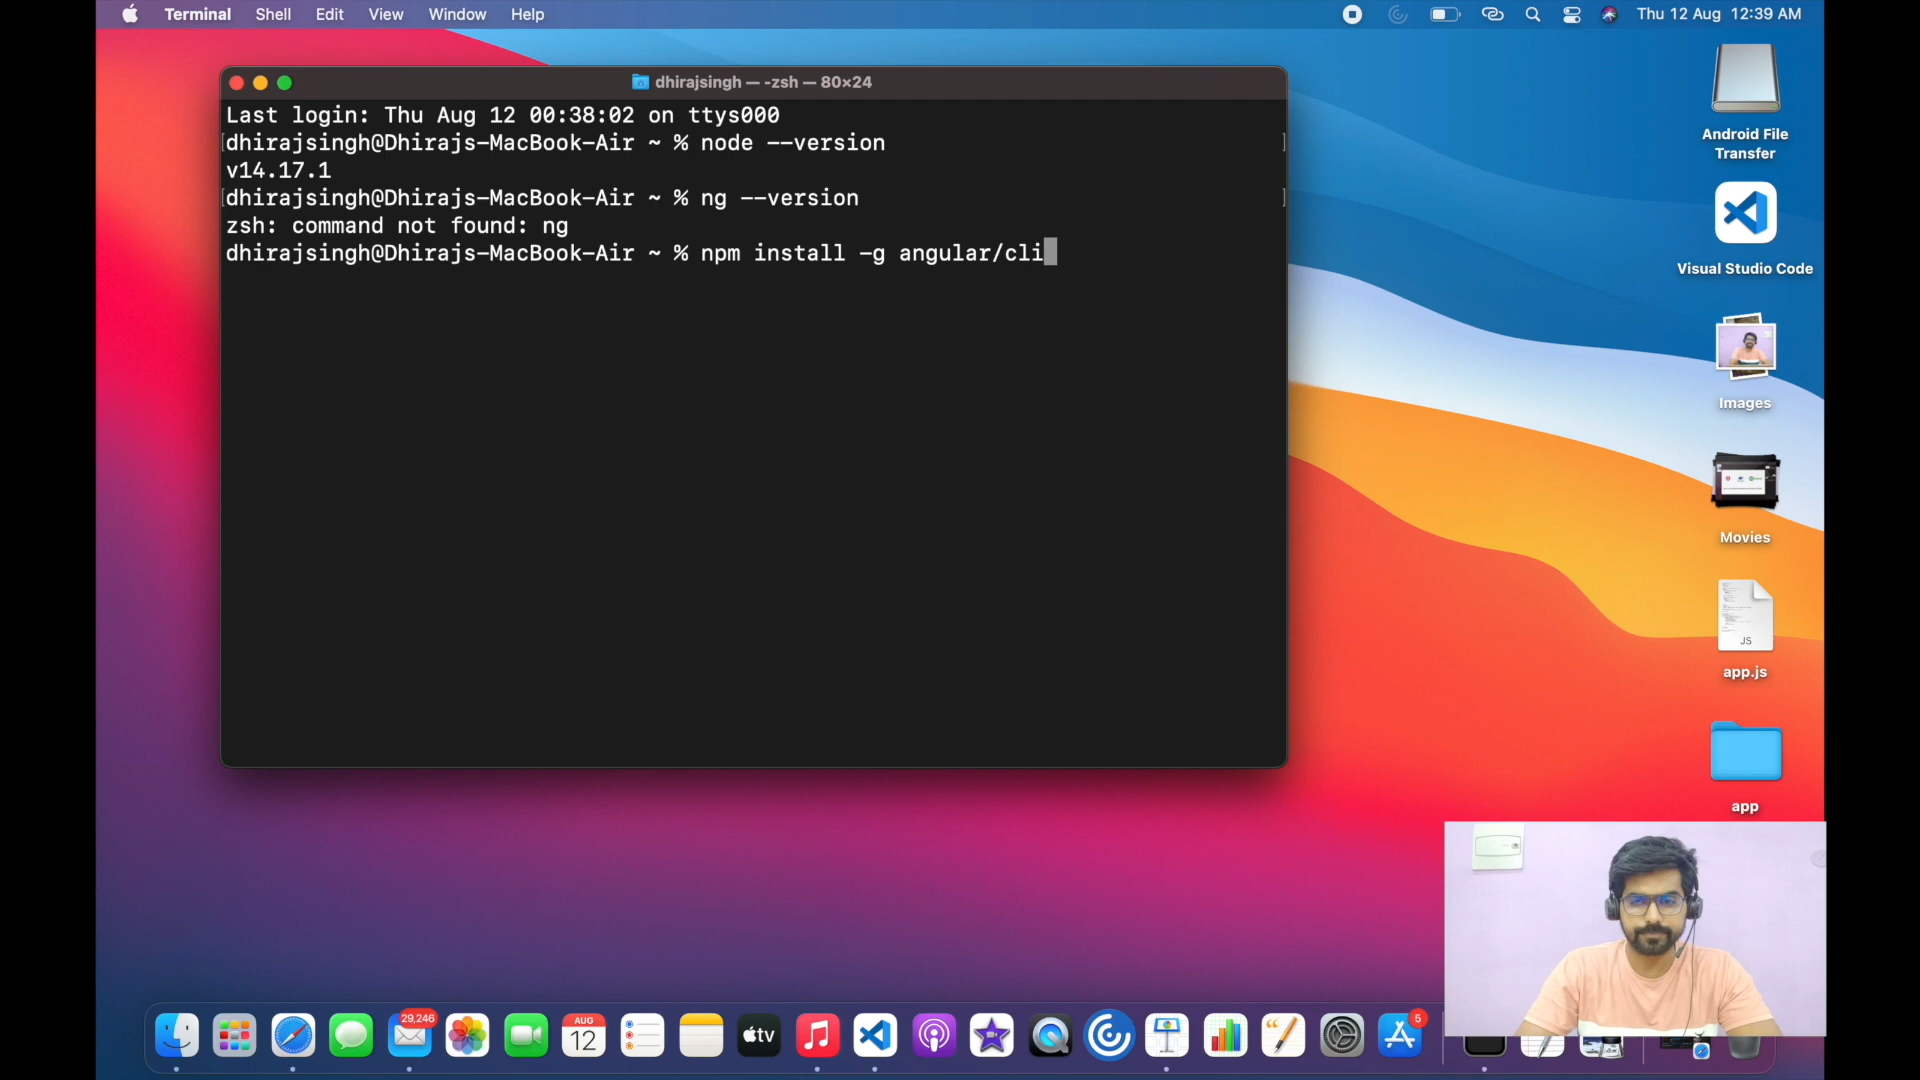 Terminal Shell Edit View Window Help
Thu 12 Aug 12:39 AM
dhirajsingh — -zsh — 80×24
Last login: Thu Aug 12 00:38:02 on ttys000
[dhirajsingh@Dhirajs-MacBook-Air ~ % node --version ]
v14.17.1
[dhirajsingh@Dhirajs-MacBook-Air ~ % ng --version ]
zsh: command not found: ng
dhirajsingh@Dhirajs-MacBook-Air ~ % npm install -g angular/cli
Android File
Transfer
Visual Studio Code
Images
Movies
JS
app.js
app
29,246
AUG
12
tv
5